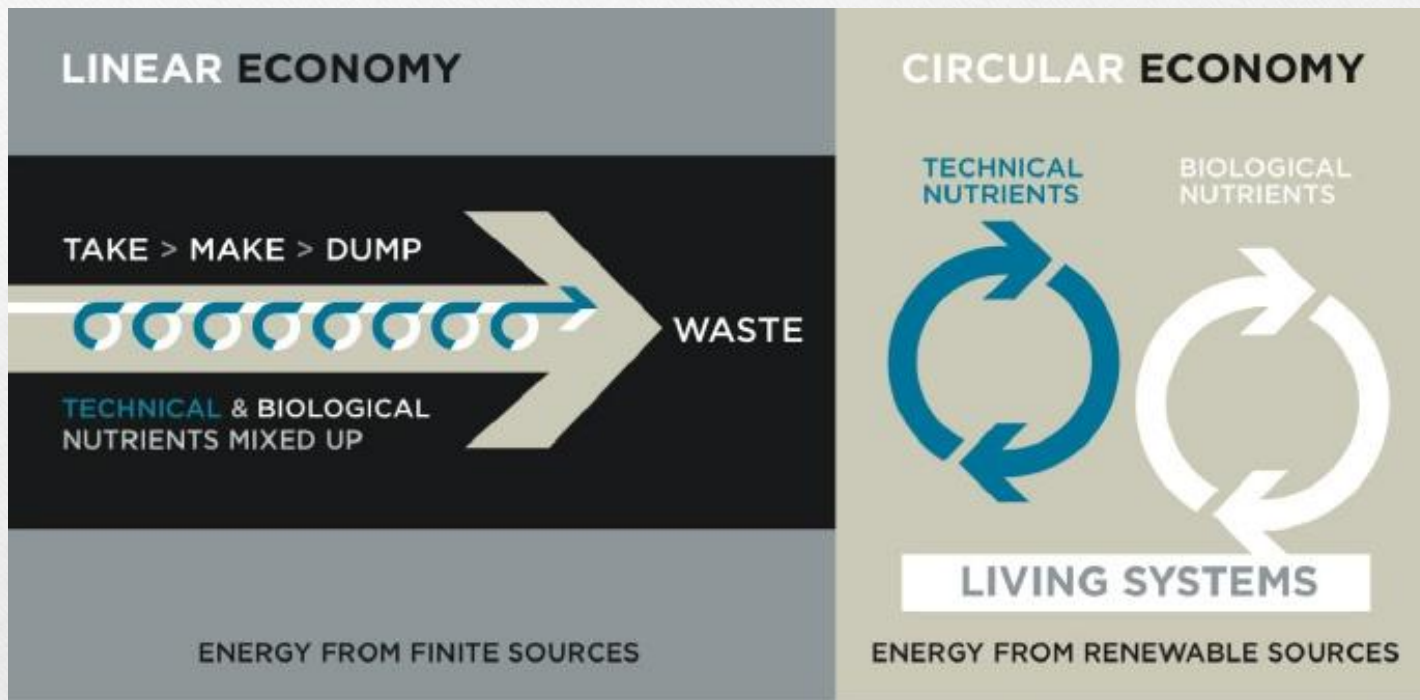 LINEAR ECONOMY
TAKE > MAKE > DUMP
WASTE
TECHNICAL & BIOLOGICAL
NUTRIENTS MIXED UP
ENERGY FROM FINITE SOURCES
CIRCULAR ECONOMY
TECHNICAL
NUTRIENTS
BIOLOGICAL
NUTRIENTS
LIVING SYSTEMS
ENERGY FROM RENEWABLE SOURCES